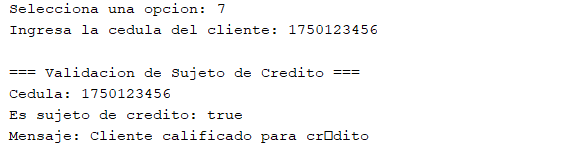 Selecciona una opcion: 7
Ingresa la cedula del cliente: 1750123456
=== Validacion de Sujeto de Credito ===
Cedula: 1750123456
Es sujeto de credito: true
Mensaje: Cliente calificado para cr□dito